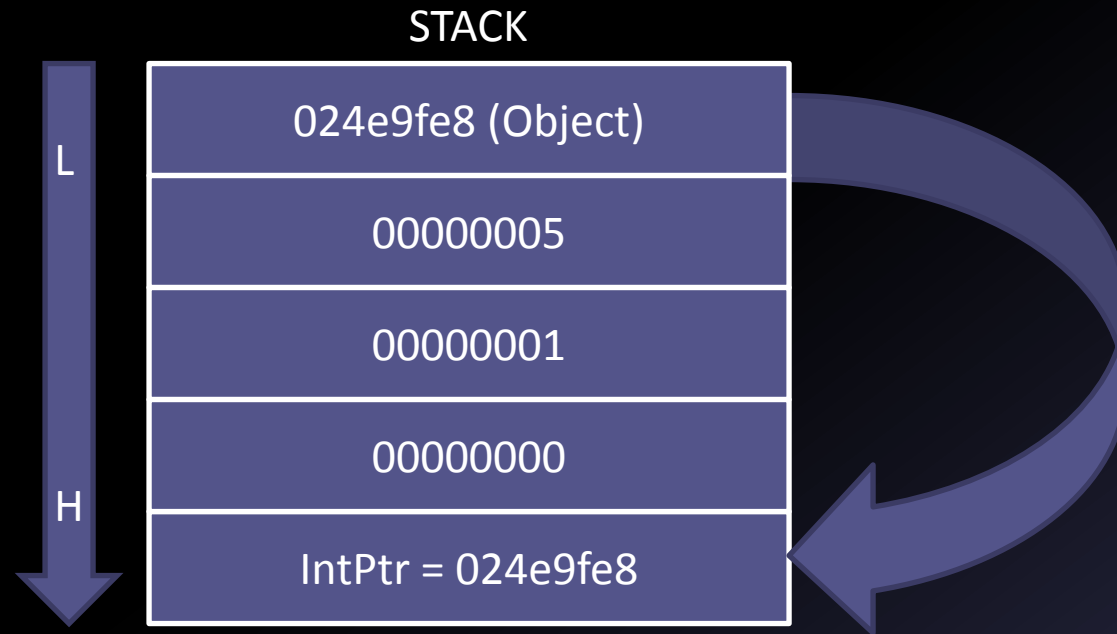 STACK
L
024e9fe8 (Object)
00000005
00000001
00000000
H
IntPtr = 024e9fe8